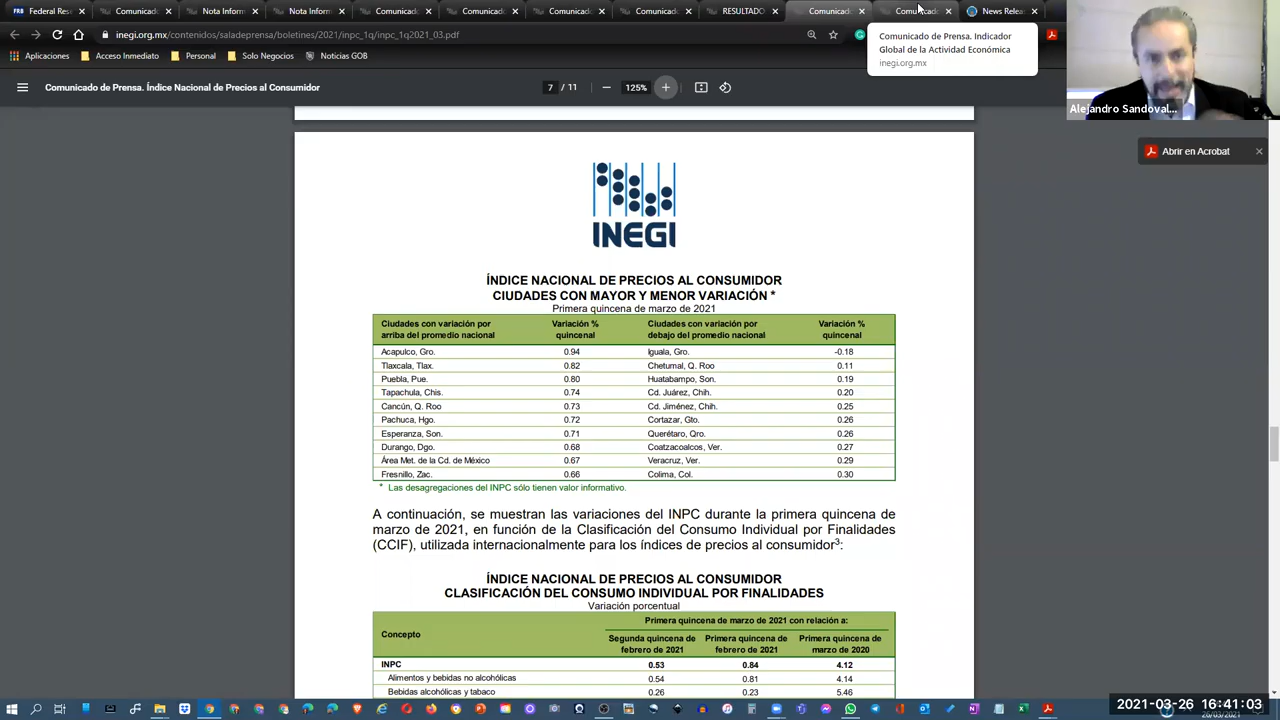 Federal Reser
Nota Inform
Nota Inform
Comunicac
Comunicac
Comunicac
Comunicac
Comunicac
RESULTADO
Comunicac
Comunicac
News Relea
inegi.org.mx/contenidos/saladeprensa/boletines/2021/inpc_1q/inpc_1q2021_03.pdf
Aplicaciones
Acceso Inmediato
Personal
Sobre Negocios
Noticias GOB
Comunicado de Prensa. Indicador
Global de la Actividad Económica
inegi.org.mx
Comunicado de Prensa. Índice Nacional de Precios al Consumidor
7 / 11
125%
Alejandro Sandoval...
Abrir en Acrobat
INEGI
ÍNDICE NACIONAL DE PRECIOS AL CONSUMIDOR
CIUDADES CON MAYOR Y MENOR VARIACIÓN *
Primera quincena de marzo de 2021
Ciudades con variación por arriba del promedio nacional Variación % quincenal Ciudades con variación por debajo del promedio nacional Variación % quincenal
Acapulco, Gro. 0.94 Iguala, Gro. -0.18
Tlaxcala, Tlax. 0.82 Chetumal, Q. Roo 0.11
Puebla, Pue. 0.80 Huatabampo, Son. 0.19
Tapachula, Chis. 0.74 Cd. Juárez, Chih. 0.20
Cancún, Q. Roo 0.73 Cd. Jiménez, Chih. 0.25
Pachuca, Hgo. 0.72 Cortazar, Gto. 0.26
Esperanza, Son. 0.71 Querétaro, Qro. 0.26
Durango, Dgo. 0.68 Coatzacoalcos, Ver. 0.27
Área Met. de la Cd. de México 0.67 Veracruz, Ver. 0.29
Fresnillo, Zac. 0.66 Colima, Col. 0.30
* Las desagregaciones del INPC sólo tienen valor informativo.
A continuación, se muestran las variaciones del INPC durante la primera quincena de
marzo de 2021, en función de la Clasificación del Consumo Individual por Finalidades
(CCIF), utilizada internacionalmente para los índices de precios al consumidor3:
ÍNDICE NACIONAL DE PRECIOS AL CONSUMIDOR
CLASIFICACIÓN DEL CONSUMO INDIVIDUAL POR FINALIDADES
Variación porcentual
Primera quincena de marzo de 2021 con relación a:
Concepto Segunda quincena de febrero de 2021 Primera quincena de febrero de 2021 Primera quincena de marzo de 2020
INPC 0.53 0.84 4.12
Alimentos y bebidas no alcohólicas 0.54 0.81 4.14
Bebidas alcohólicas y tabaco 0.26 0.23 5.46
2021-03-26 16:41:03
26/03/2021